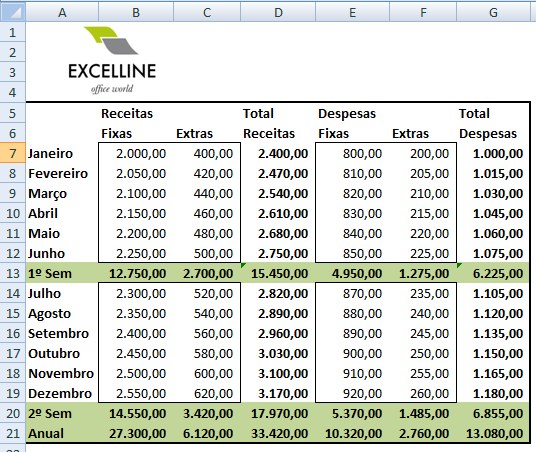 A B C D E F G
1
2
3 EXCELLINE
4 office world
5 Receitas Total Despesas Total
6 Fixas Extras Receitas Fixas Extras Despesas
7 Janeiro 2.000,00 400,00 2.400,00 800,00 200,00 1.000,00
8 Fevereiro 2.050,00 420,00 2.470,00 810,00 205,00 1.015,00
9 Março 2.100,00 440,00 2.540,00 820,00 210,00 1.030,00
10 Abril 2.150,00 460,00 2.610,00 830,00 215,00 1.045,00
11 Maio 2.200,00 480,00 2.680,00 840,00 220,00 1.060,00
12 Junho 2.250,00 500,00 2.750,00 850,00 225,00 1.075,00
13 1º Sem 12.750,00 2.700,00 15.450,00 4.950,00 1.275,00 6.225,00
14 Julho 2.300,00 520,00 2.820,00 870,00 235,00 1.105,00
15 Agosto 2.350,00 540,00 2.890,00 880,00 240,00 1.120,00
16 Setembro 2.400,00 560,00 2.960,00 890,00 245,00 1.135,00
17 Outubro 2.450,00 580,00 3.030,00 900,00 250,00 1.150,00
18 Novembro 2.500,00 600,00 3.100,00 910,00 255,00 1.165,00
19 Dezembro 2.550,00 620,00 3.170,00 920,00 260,00 1.180,00
20 2º Sem 14.550,00 3.420,00 17.970,00 5.370,00 1.485,00 6.855,00
21 Anual 27.300,00 6.120,00 33.420,00 10.320,00 2.760,00 13.080,00